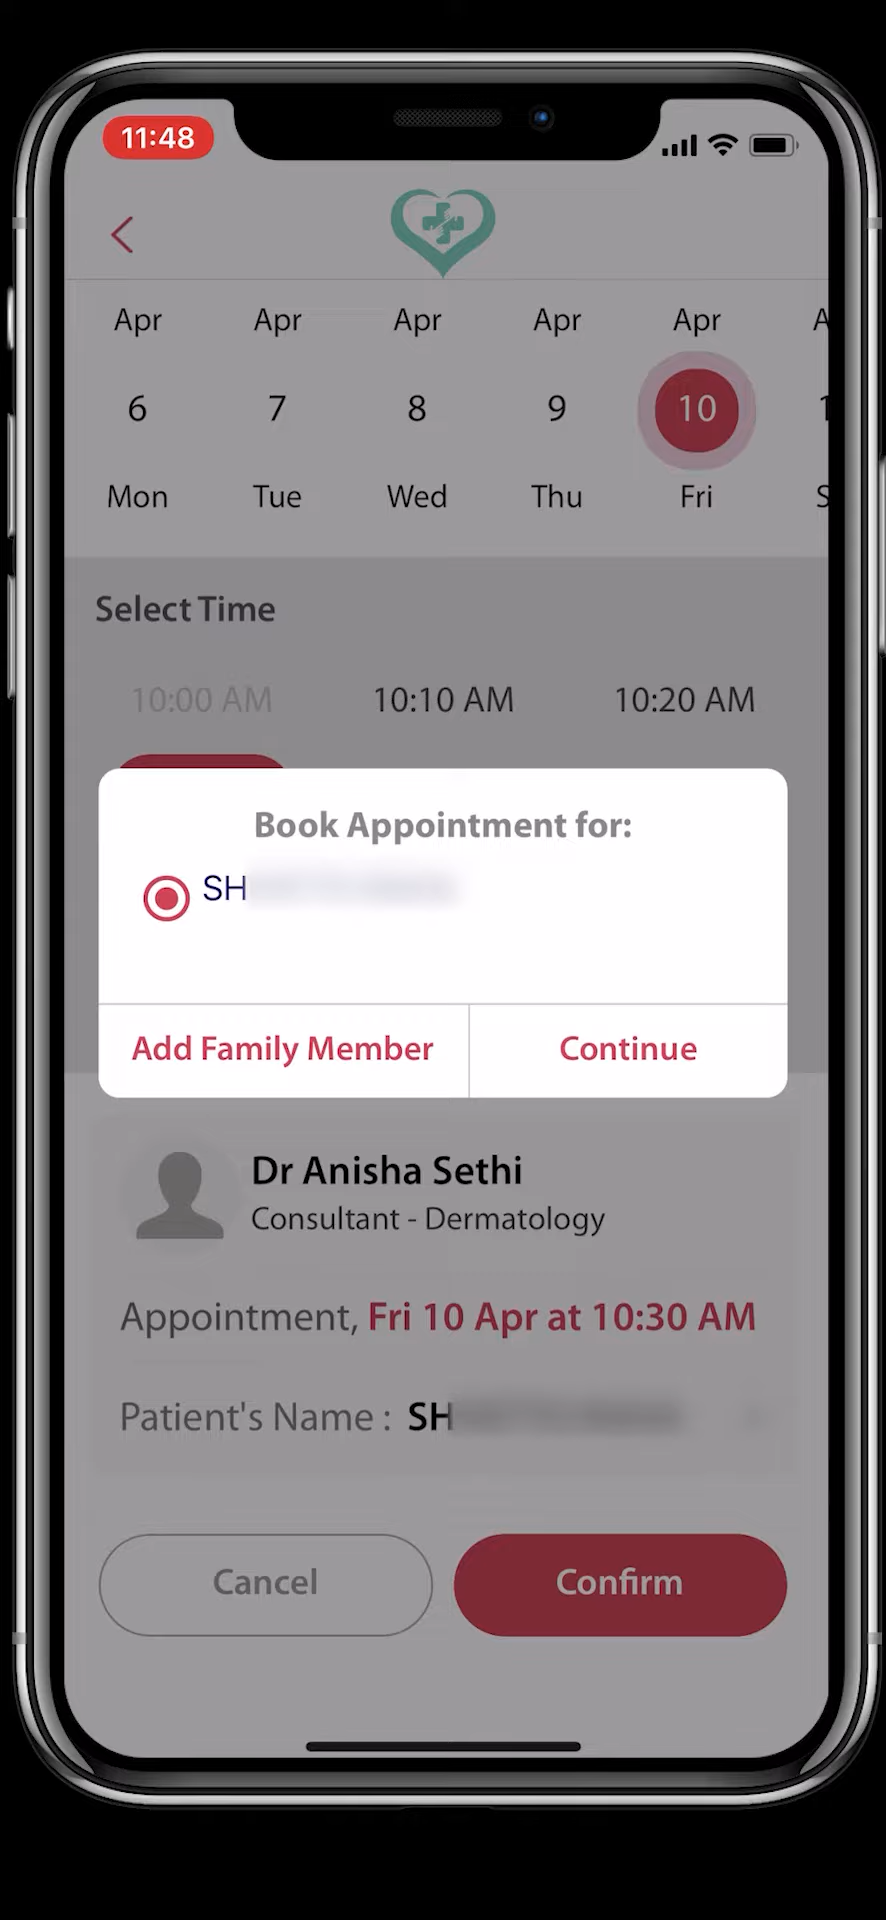 11:48
Apr Apr Apr Apr Apr
6 7 8 9 10
Mon Tue Wed Thu Fri
Select Time
10:00 AM 10:10 AM 10:20 AM
Book Appointment for:
SH
Add Family Member Continue
Dr Anisha Sethi
Consultant - Dermatology
Appointment, Fri 10 Apr at 10:30 AM
Patient's Name : SH
Cancel Confirm